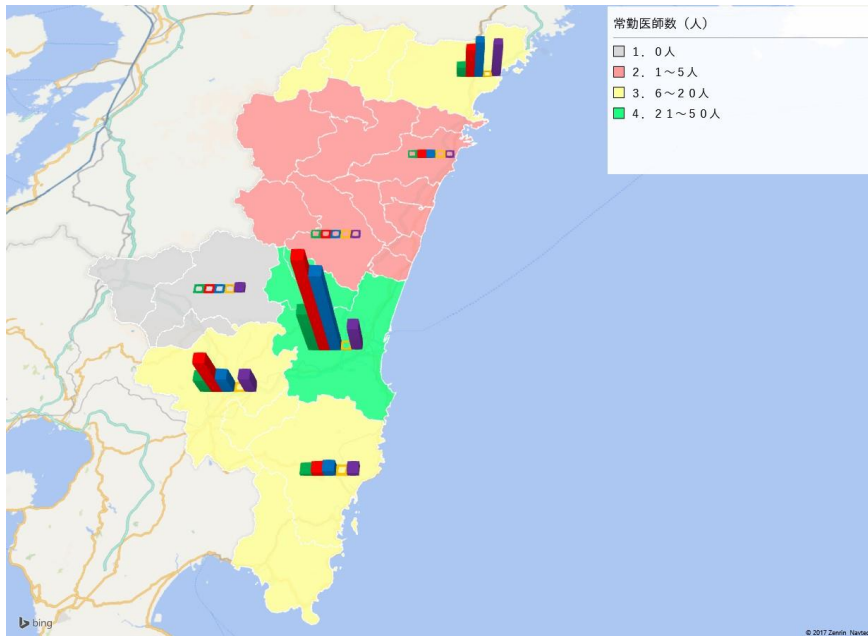 常勤医師数（人）
１．０人
２．１～５人
３．６～２０人
４．２１～５０人
bing
© 2017 Zenrin